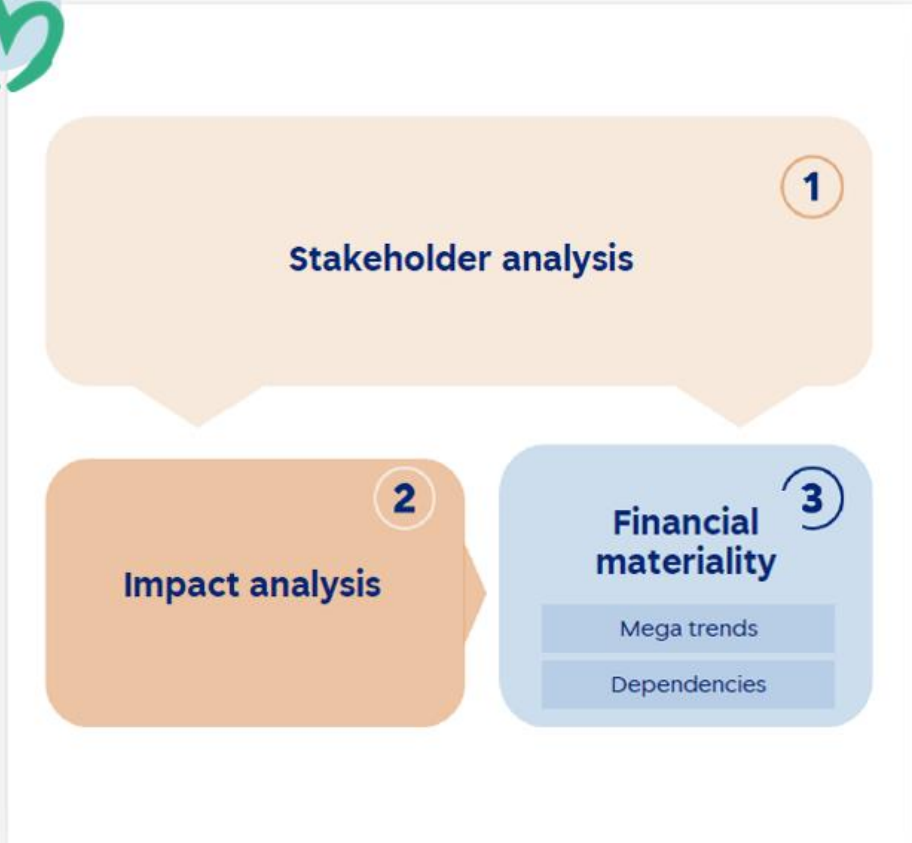 1
Stakeholder analysis
2
Impact analysis
3
Financial
materiality
Mega trends
Dependencies